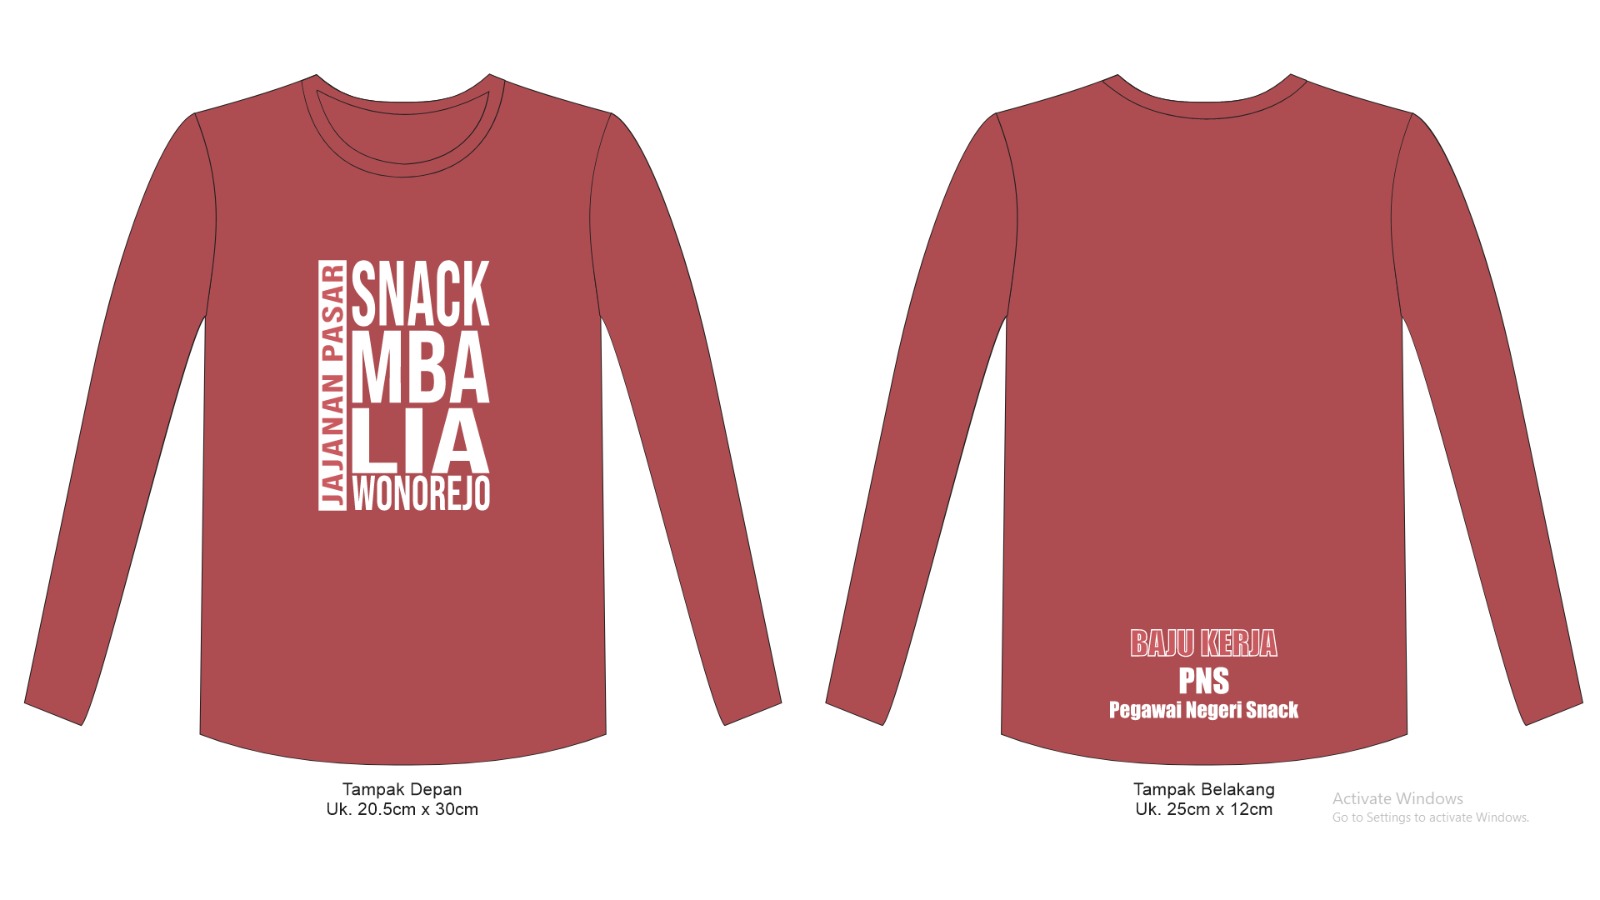 JAJANAN PASAR
SNACK
MBA
LIA
WONOREJO
Tampak Depan
Uk. 20.5cm x 30cm
BAJU KERJA
PNS
Pegawai Negeri Snack
Tampak Belakang
Uk. 25cm x 12cm
Activate Windows
Go to Settings to activate Windows.